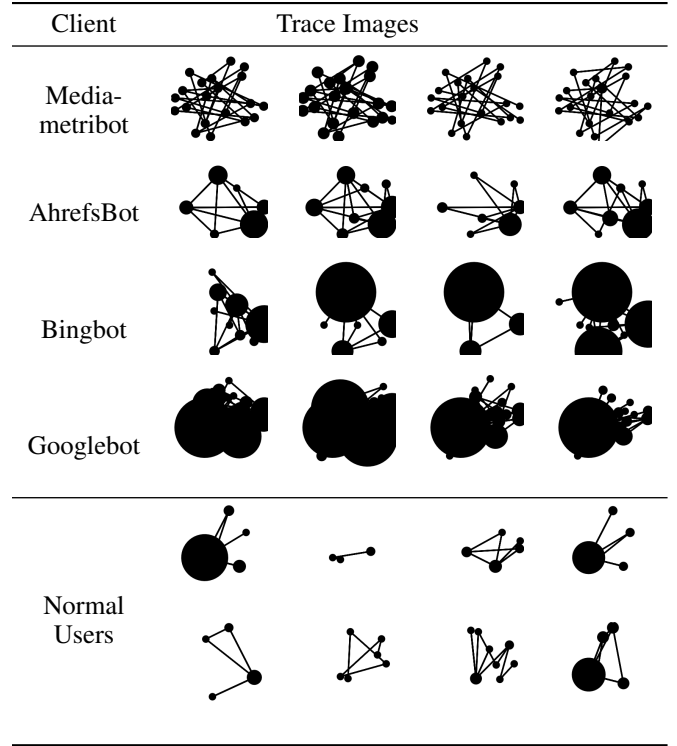 Client Trace Images
Media-
metribot
AhrefsBot
Bingbot
Googlebot
Normal
Users